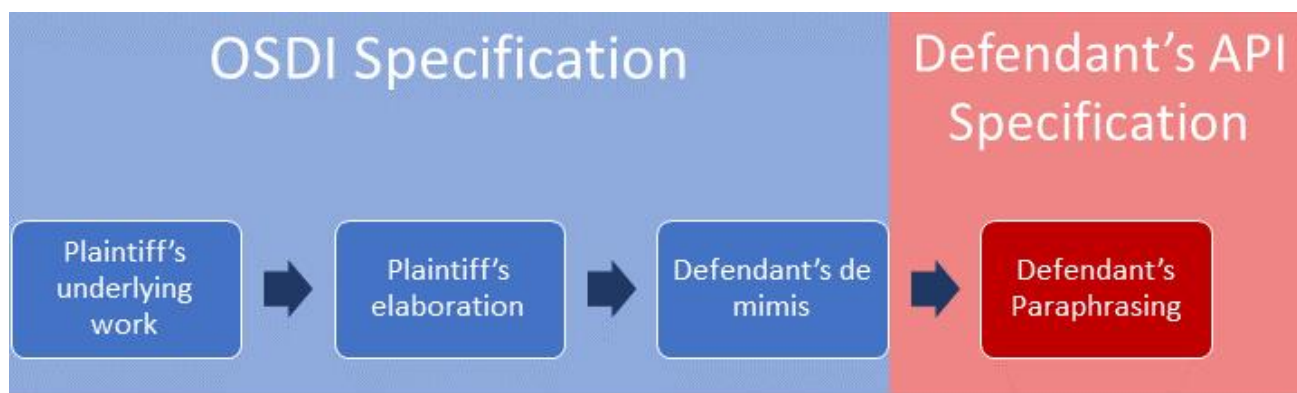 OSDI Specification
Defendant's API
Specification
Plaintiff's
underlying
work
Plaintiff's
elaboration
Defendant's de
mimis
Defendant's
Paraphrasing